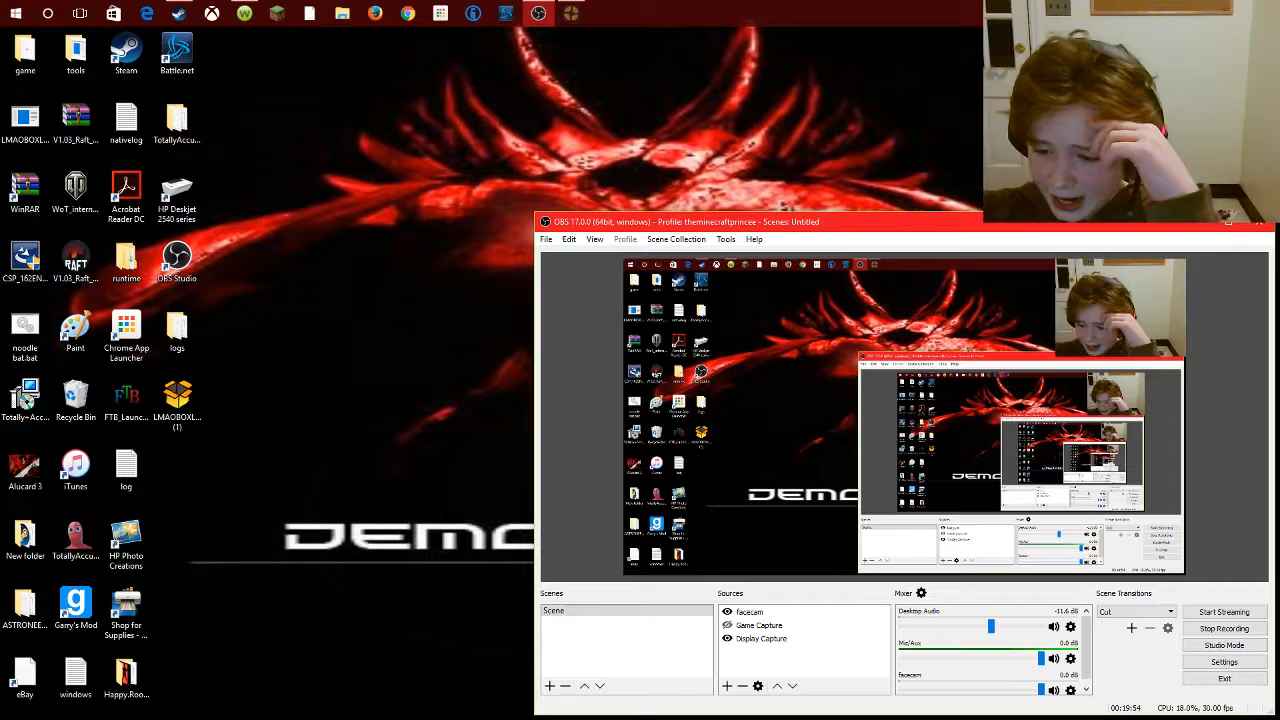 game
tools
Steam
Battle.net
LMAOBOXL...
V1.03_Raft_...
nativelog
TotallyAccu...
WinRAR
WoT_intern...
Acrobat
Reader DC
HP Deskjet
2540 series
CSP_162EN...
V1.03_Raft_...
runtime
OBS Studio
noodle
bat.bat
Paint
Chrome App
Launcher
logs
Totally+Acc...
Recycle Bin
FTB_Launc...
LMAOBOXL...
(1)
Alucard 3
iTunes
log
New folder
TotallyAccu...
HP Photo
Creations
ASTRONEE...
Garry's Mod
Shop for
Supplies - ...
eBay
windows
Happy.Roo...
OBS 17.0.0 (64bit, windows) - Profile: theminecraftprincee - Scenes: Untitled
File Edit View Profile Scene Collection Tools Help
Scenes
Scene
Sources
facecam
Game Capture
Display Capture
Mixer
Desktop Audio -11.6 dB
Mic/Aux 0.0 dB
facecam 0.0 dB
Scene Transitions
Cut
Start Streaming
Stop Recording
Studio Mode
Settings
Exit
00:19:54 CPU: 18.0%, 30.00 fps